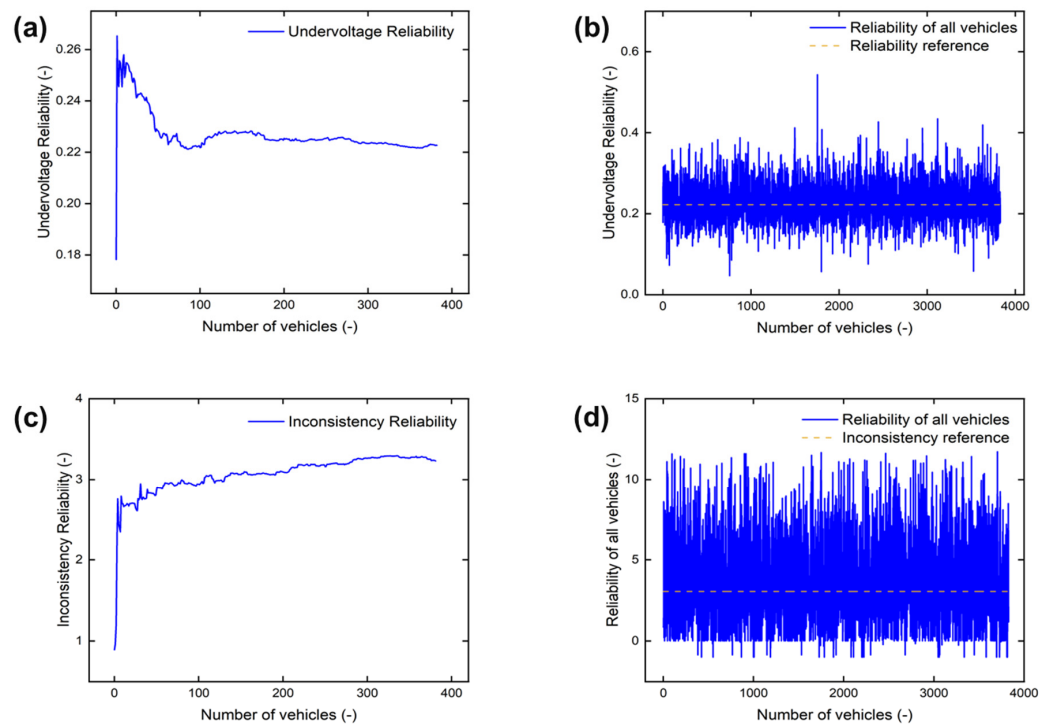 (a)
Undervoltage Reliability
Undervoltage Reliability (-)
0.26
0.24
0.22
0.20
0.18
0
100
200
300
400
Number of vehicles (-)
(b)
Reliability of all vehicles
Reliability reference
Undervoltage Reliability (-)
0.6
0.4
0.2
0.0
0
1000
2000
3000
4000
Number of vehicles (-)
(c)
Inconsistency Reliability
Inconsistency Reliability (-)
4
3
2
1
0
100
200
300
400
Number of vehicles (-)
(d)
Reliability of all vehicles
Inconsistency reference
Reliability of all vehicles (-)
15
10
5
0
0
1000
2000
3000
4000
Number of vehicles (-)